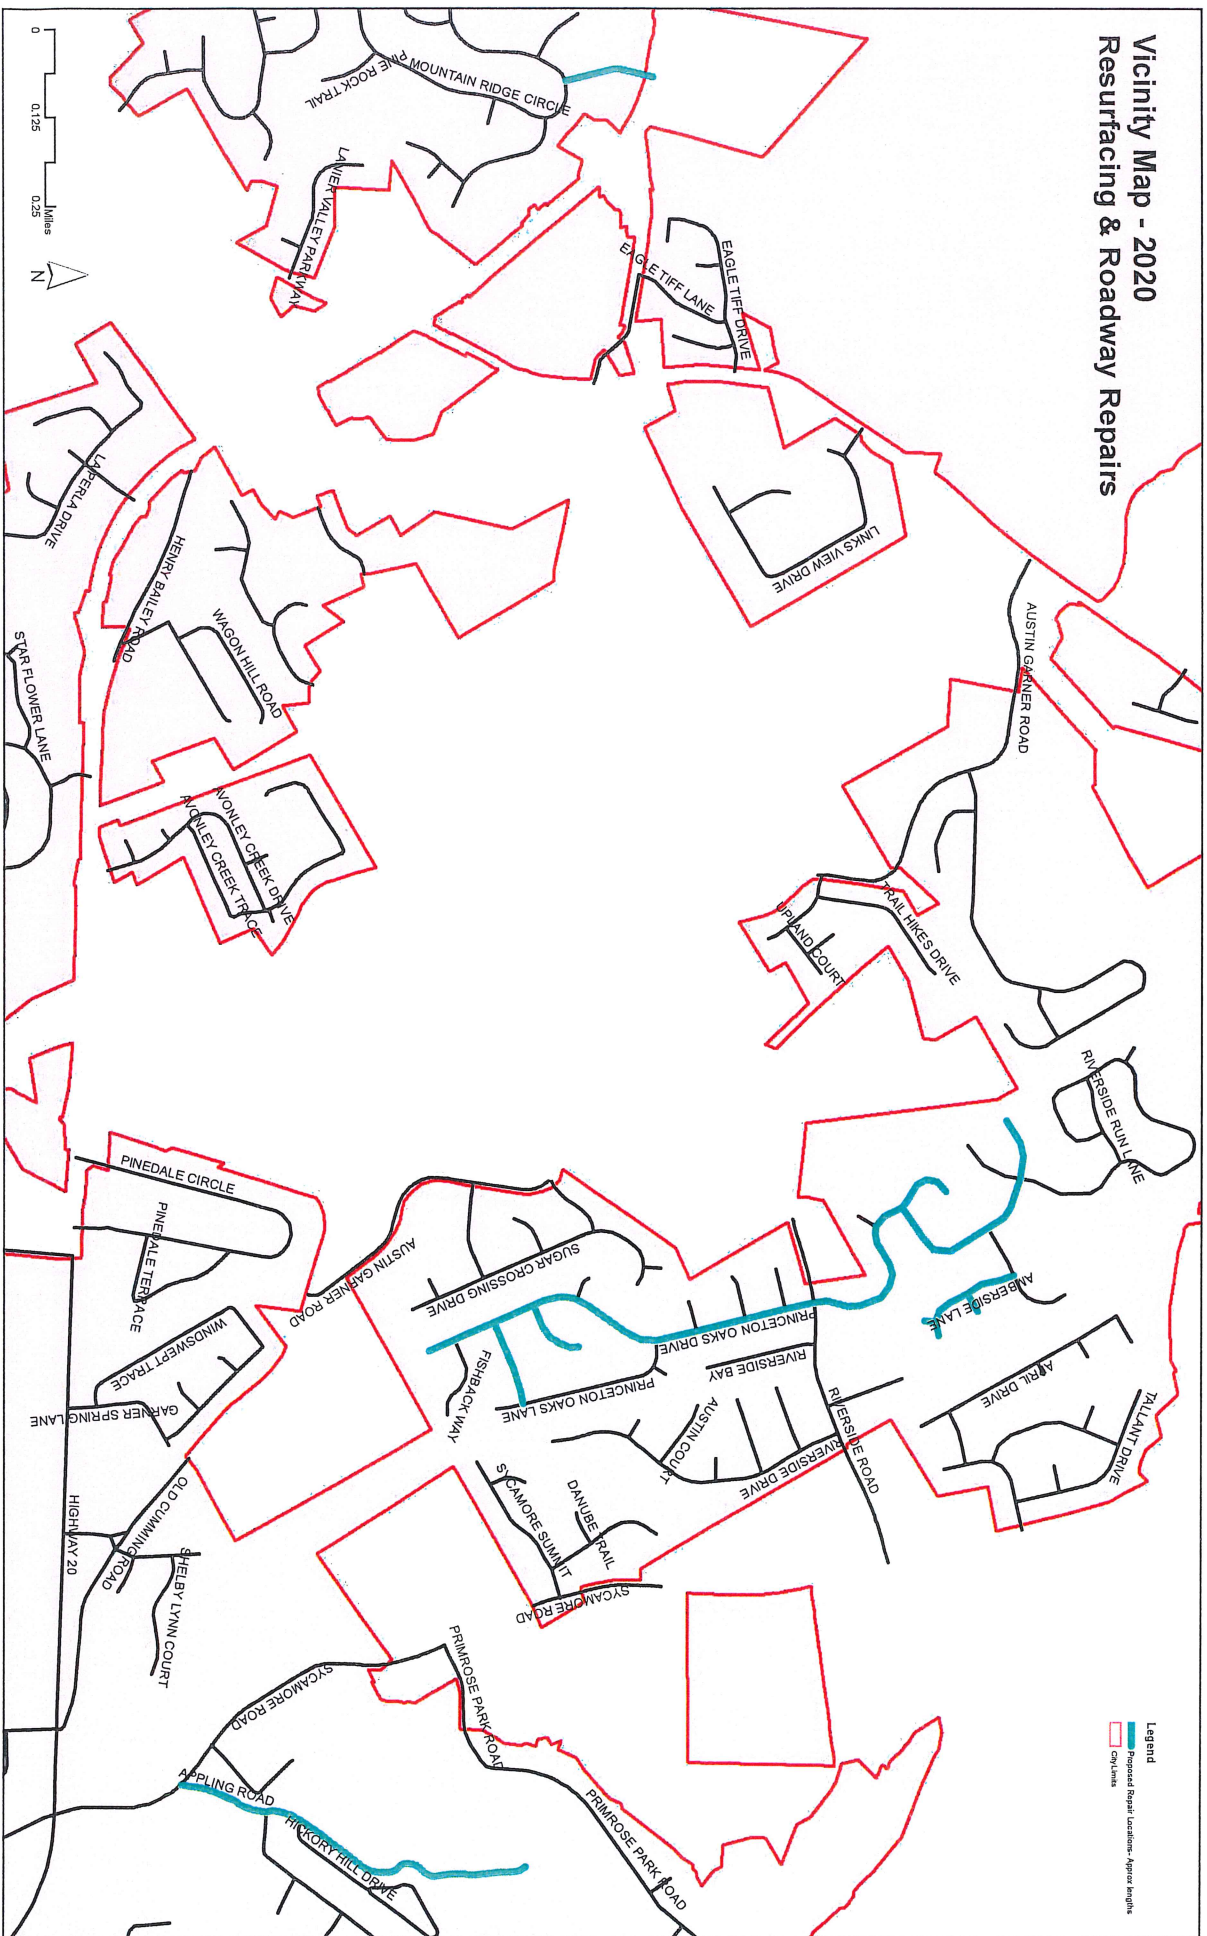 Vicinity Map - 2020
Resurfacing & Roadway Repairs
Legend
Proposed Repair Locations- Approx lengths
City Limits
PINE ROCK TRAIL
MOUNTAIN RIDGE CIRCLE
LANIER VALLEY PARKWAY
EAGLE TIFF LANE
EAGLE TIFF DRIVE
LINKS VIEW DRIVE
AUSTIN GARNER ROAD
TRAIL HIKES DRIVE
UPLAND COURT
RIVERSIDE RUN LANE
LA PERLA DRIVE
HENRY BAILEY ROAD
WAGON HILL ROAD
STAR FLOWER LANE
AVONLEY CREEK DRIVE
AVONLEY CREEK TRACE
PINEDALE CIRCLE
PINEDALE TERRACE
WINDSWEPT TRACE
GARNER SPRING LANE
AUSTIN GARNER ROAD
SUGAR CROSSING DRIVE
FISHBACK WAY
PRINCETON OAKS LANE
PRINCETON OAKS DRIVE
RIVERSIDE BAY
AMBERSIDE LANE
APRIL DRIVE
TALLANT DRIVE
RIVERSIDE ROAD
RIVERSIDE DRIVE
AUSTIN COURT
DANUBE TRAIL
SYCAMORE SUMMIT
SYCAMORE ROAD
OLD CUMMING ROAD
HIGHWAY 20
SHELBY LYNN COURT
SYCAMORE ROAD
PRIMROSE PARK ROAD
PRIMROSE PARK ROAD
APPLING ROAD
HICKORY HILL DRIVE
0
0.125
0.25
Miles
N